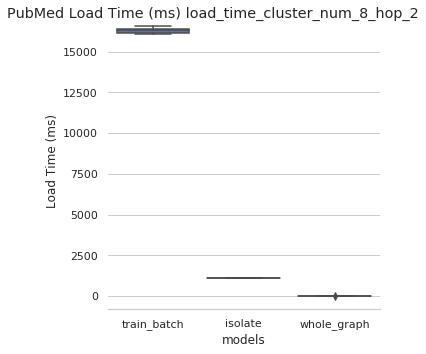 PubMed Load Time (ms) load_time_cluster_num_8_hop_2
15000
12500
10000
7500
5000
2500
0
Load Time (ms)
train_batch isolate whole_graph
models